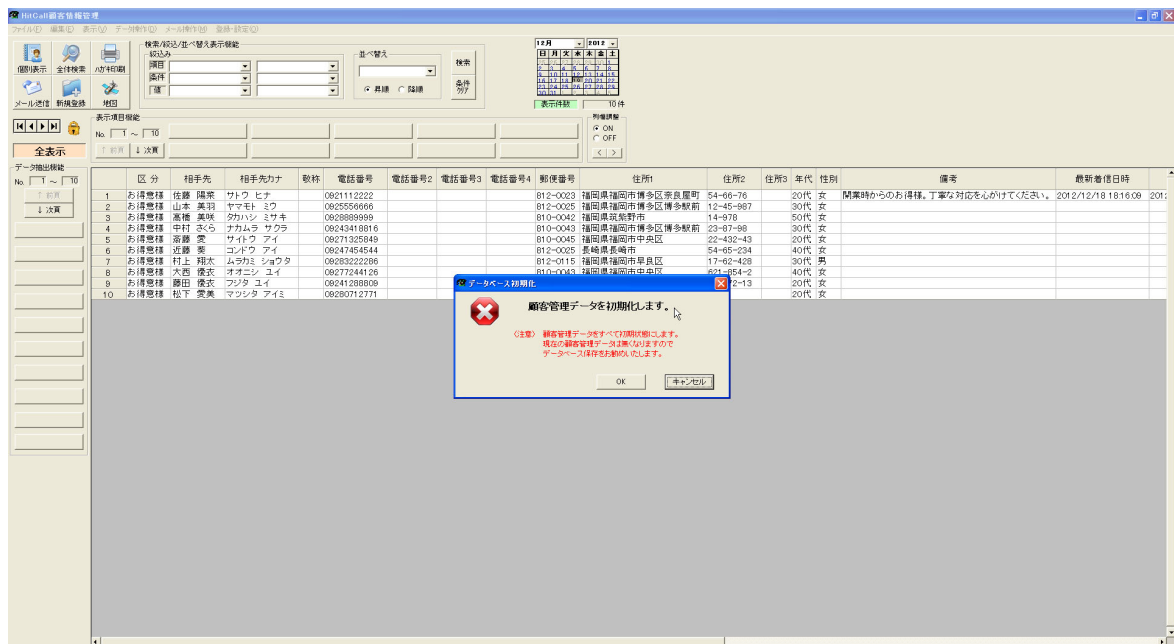 HitCall顧客情報管理
ファイル(F) 編集(E) 表示(V) データ操作(D) メール操作(M) 登録・設定(O)
個別表示 全体検索 ハガキ印刷
メール送信 新規登録 地図
検索/絞込/並べ替え表示機能
絞込み
項目
条件
値
並べ替え
昇順 降順
検索
条件クリア
12月 2012
日 月 火 水 木 金 土
表示件数 10 件
全表示
表示項目機能
No. 1 ~ 10
↑ 前頁 ↓ 次頁
列幅調整
ON
OFF
< >
データ抽出機能
No. 1 ~ 10
↑ 前頁
↓ 次頁
区 分 相手先 相手先カナ 敬称 電話番号 電話番号2 電話番号3 電話番号4 郵便番号 住所1 住所2 住所3 年代 性別 備考 最新着信日時
1 お得意様 佐藤 陽菜 サトウ ヒナ 0921112222 812-0023 福岡県福岡市博多区奈良屋町 54-66-76 20代 女 開業時からのお得様。丁寧な対応を心がけてください。 2012/12/18 18:16:09 2012
2 お得意様 山本 美羽 ヤマモト ミウ 0925556666 812-0025 福岡県福岡市博多区博多駅前 12-45-987 30代 女
3 お得意様 高橋 美咲 タカハシ ミサキ 0928889999 810-0042 福岡県筑紫野市 14-978 50代 女
4 お得意様 中村 さくら ナカムラ サクラ 09243418816 810-0043 福岡県福岡市博多区博多駅前 23-87-98 30代 女
5 お得意様 斎藤 愛 サイトウ アイ 09271325849 810-0045 福岡県福岡市中央区 22-432-43 20代 女
6 お得意様 近藤 葵 コンドウ アイ 09247454544 812-0025 長崎県長崎市 54-65-234 40代 女
7 お得意様 村上 翔太 ムラカミ ショウタ 09283222286 812-0115 福岡県福岡市早良区 17-62-428 30代 男
8 お得意様 大西 優衣 オオニシ ユイ 09277244126 810-0043 福岡県福岡市中央区 621-854-2 40代 女
9 お得意様 藤田 優衣 フジタ ユイ 09241288809 2-13 20代 女
10 お得意様 松下 愛美 マツシタ アイミ 09280712771 20代 女
データベース初期化
顧客管理データを初期化します。
〈注意〉 顧客管理データをすべて初期状態にします。
現在の顧客管理データは無くなりますので
データベース保存をお勧めいたします。
OK キャンセル